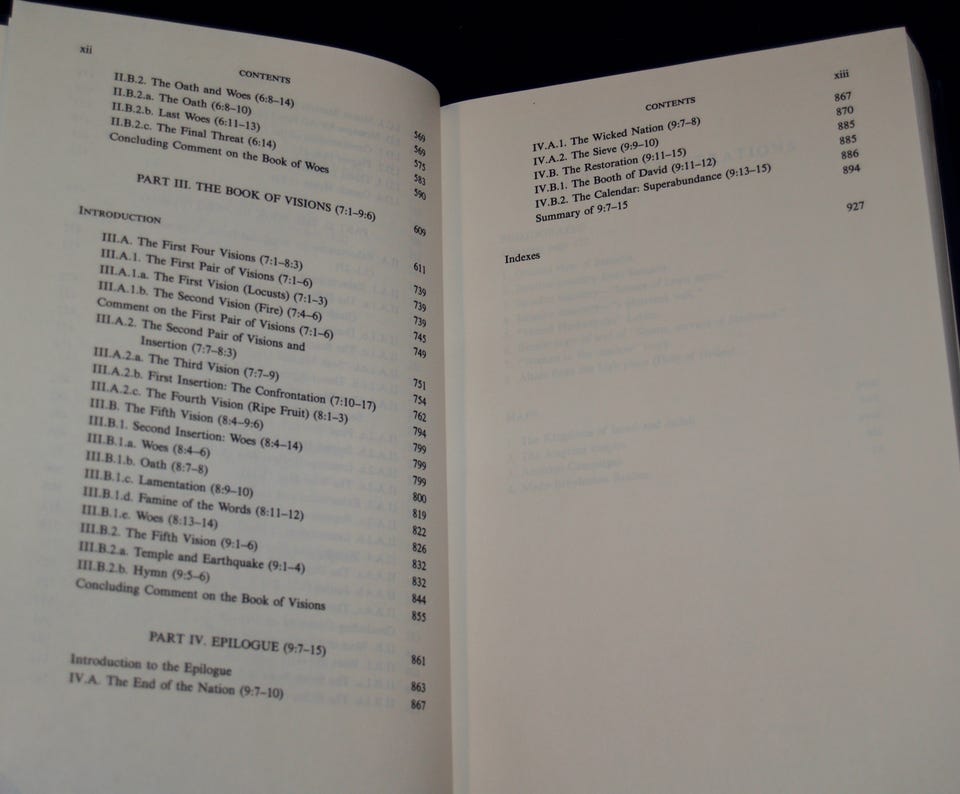 xii
CONTENTS
II.B.2. The Oath and Woes (6:8–14) 569
II.B.2.a. The Oath (6:8–10) 569
II.B.2.b. Last Woes (6:11–13) 575
II.B.2.c. The Final Threat (6:14) 583
Concluding Comment on the Book of Woes 590
PART III. THE BOOK OF VISIONS (7:1–9:6) 609
INTRODUCTION 611
III.A. The First Four Visions (7:1–8:3) 739
III.A.1. The First Pair of Visions (7:1–6) 739
III.A.1.a. The First Vision (Locusts) (7:1–3) 739
III.A.1.b. The Second Vision (Fire) (7:4–6) 745
Comment on the First Pair of Visions (7:1–6) 749
III.A.2. The Second Pair of Visions and
Insertion (7:7–8:3) 751
III.A.2.a. The Third Vision (7:7–9) 754
III.A.2.b. First Insertion: The Confrontation (7:10–17) 762
III.A.2.c. The Fourth Vision (Ripe Fruit) (8:1–3) 794
III.B. The Fifth Vision (8:4–9:6) 799
III.B.1. Second Insertion: Woes (8:4–14) 799
III.B.1.a. Woes (8:4–6) 799
III.B.1.b. Oath (8:7–8) 800
III.B.1.c. Lamentation (8:9–10) 819
III.B.1.d. Famine of the Words (8:11–12) 822
III.B.1.e. Woes (8:13–14) 826
III.B.2. The Fifth Vision (9:1–6) 832
III.B.2.a. Temple and Earthquake (9:1–4) 832
III.B.2.b. Hymn (9:5–6) 844
Concluding Comment on the Book of Visions 855
PART IV. EPILOGUE (9:7–15) 861
Introduction to the Epilogue 863
IV.A. The End of the Nation (9:7–10) 867
xiii
CONTENTS
IV.A.1. The Wicked Nation (9:7–8) 867
IV.A.2. The Sieve (9:9–10) 870
IV.B. The Restoration (9:11–15) 885
IV.B.1. The Booth of David (9:11–12) 885
IV.B.2. The Calendar: Superabundance (9:13–15) 886
Summary of 9:7–15 894
Indexes 927